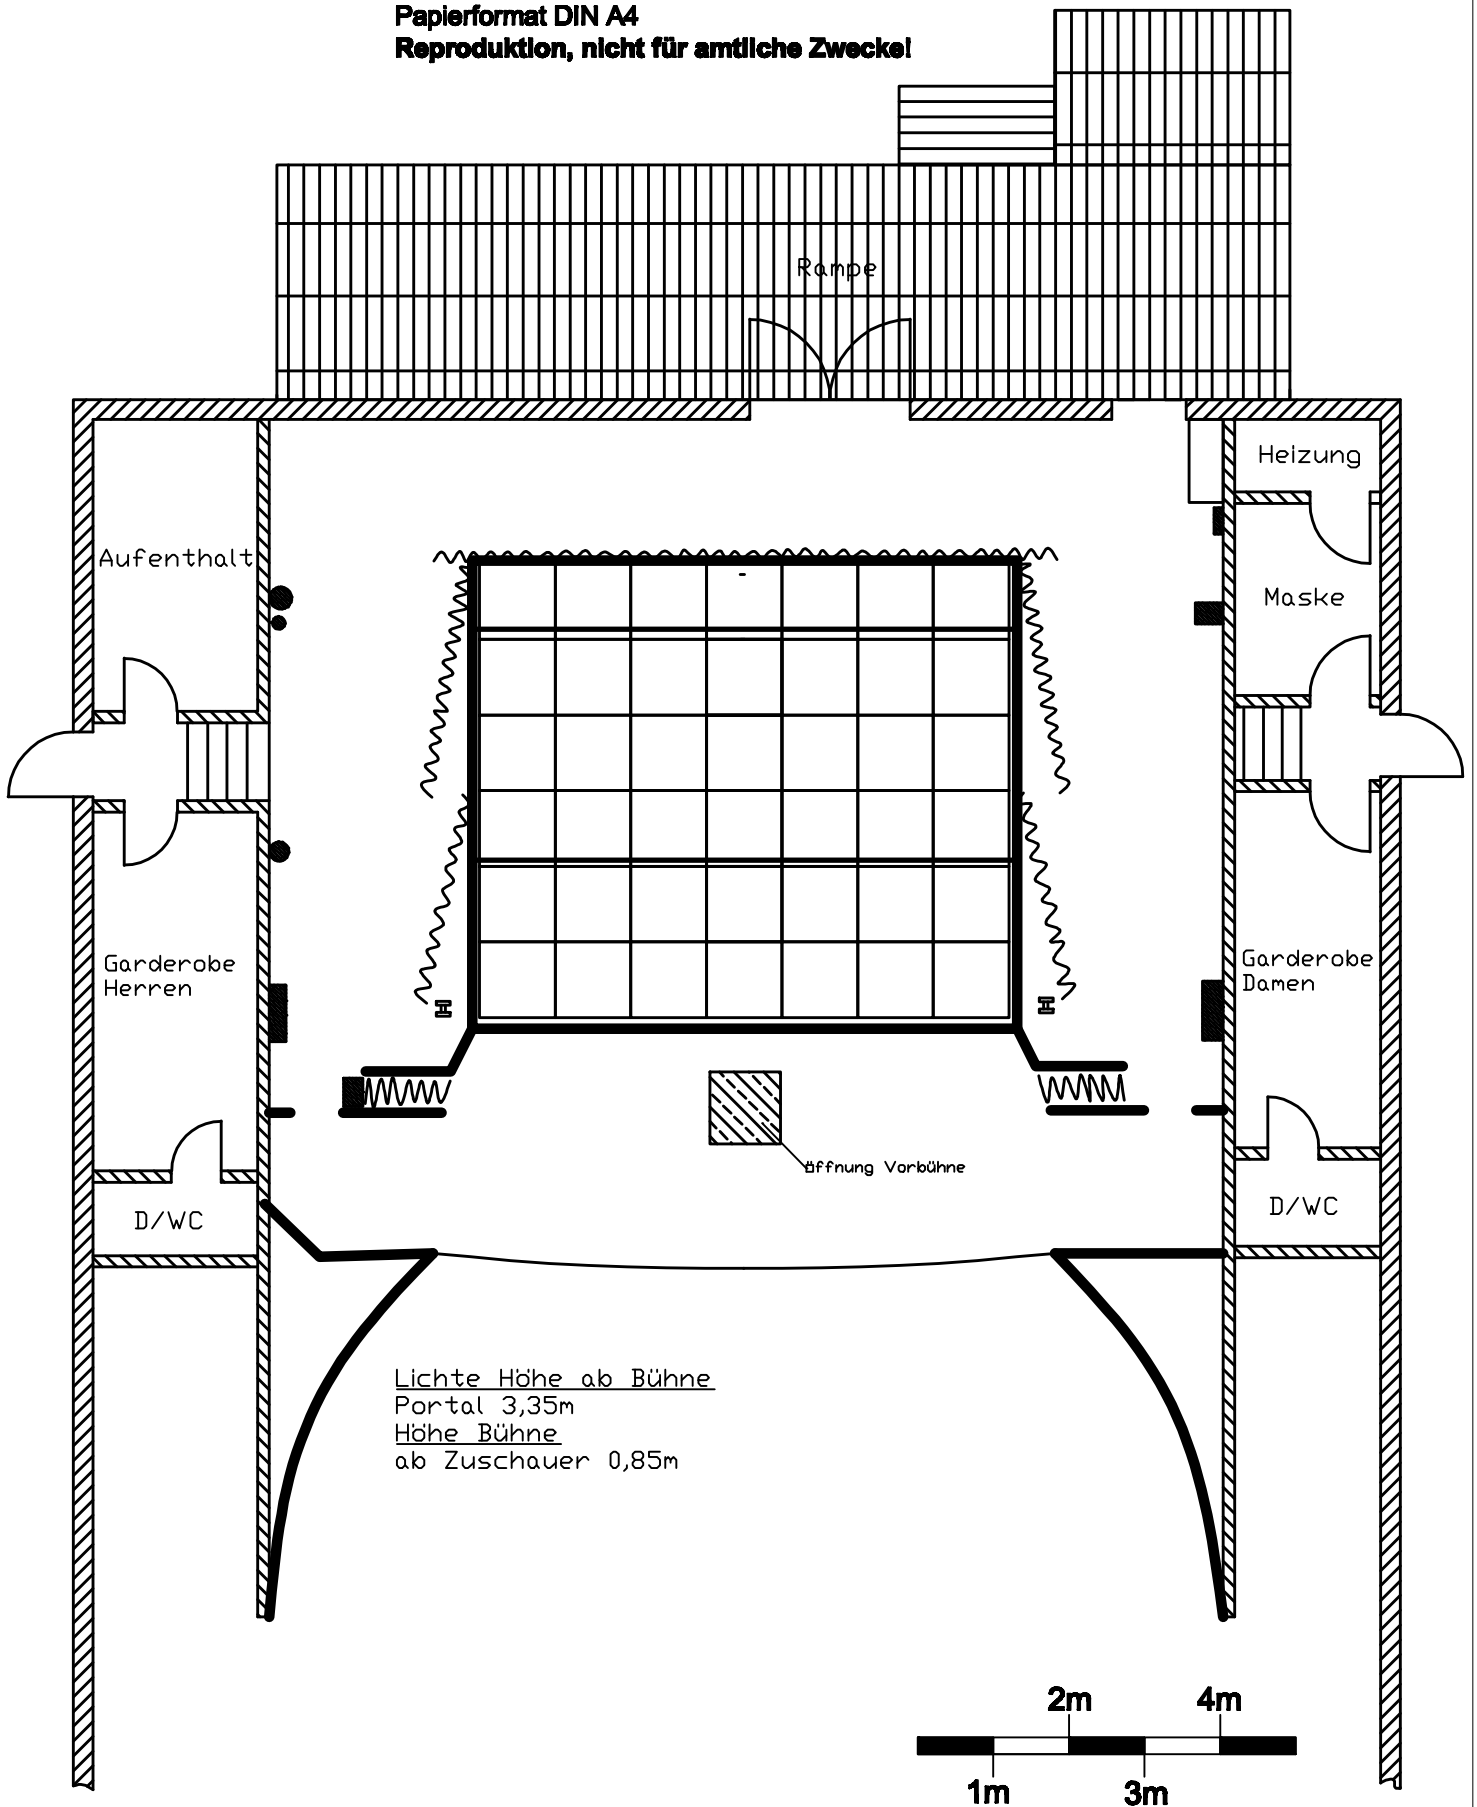 Papierformat DIN A4
Reproduktion, nicht für amtliche Zwecke!
Rampe
Heizung
Aufenthalt
Maske
Garderobe
Herren
Garderobe
Damen
Öffnung Vorbühne
D/WC
D/WC
Lichte Höhe ab Bühne
Portal 3,35m
Höhe Bühne
ab Zuschauer 0,85m
2m
4m
1m
3m